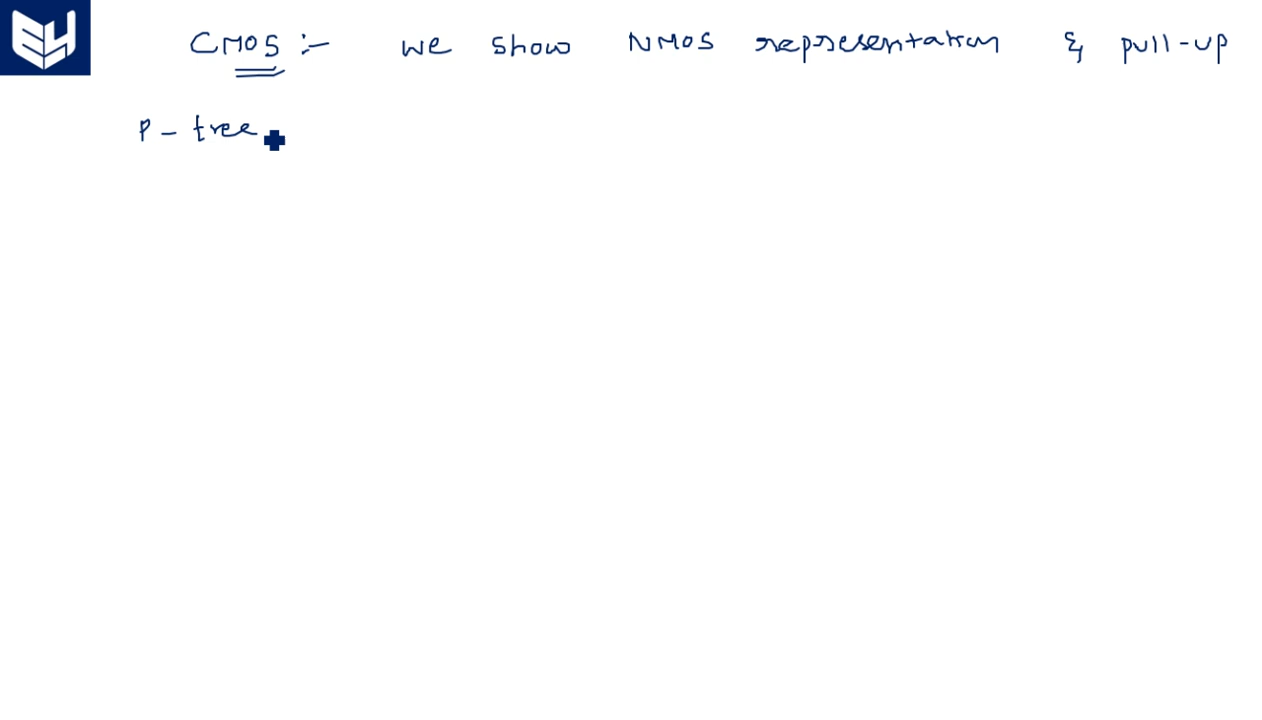 CMOS :- we show NMOS representation & pull-up
P - tree